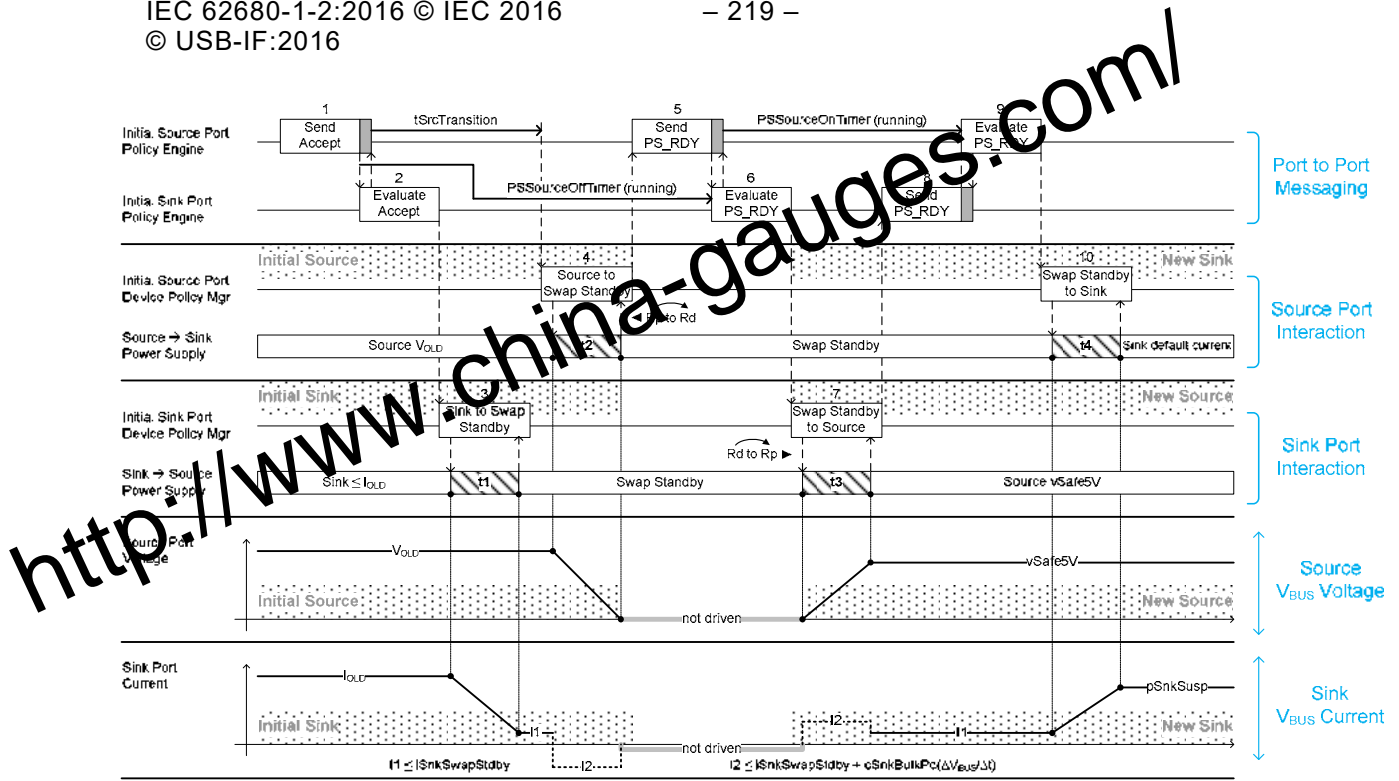 IEC 62680-1-2:2016 © IEC 2016 – 219 –
© USB-IF:2016
http://www.china-gauges.com/
1
Send
Accept
tSrcTransition
5
Send
PS_RDY
PSSourceOnTimer (running)
9
Evaluate
PS_RDY
Initial Source Port
Policy Engine
2
Evaluate
Accept
PSSourceOffTimer (running)
6
Evaluate
PS_RDY
8
Send
PS_RDY
Initial Sink Port
Policy Engine
Port to Port
Messaging
Initial Source
New Sink
4
Source to
Swap Standby
10
Swap Standby
to Sink
Initial Source Port
Device Policy Mgr
Rp to Rd
Source → Sink
Power Supply
Source VOLD
t2
Swap Standby
t4
Sink default current
Source Port
Interaction
Initial Sink
New Source
3
Sink to Swap
Standby
7
Swap Standby
to Source
Initial Sink Port
Device Policy Mgr
Rd to Rp
Sink → Source
Power Supply
Sink ≤ IOLD
t1
Swap Standby
t3
Source vSafe5V
Sink Port
Interaction
Source Port
Voltage
VOLD
vSafe5V
Initial Source
New Source
not driven
Source
VBUS Voltage
Sink Port
Current
IOLD
pSnkSusp
Initial Sink
I1
I2
not driven
I2
I1
New Sink
I1 ≤ iSnkSwapStdby
I2 ≤ iSnkSwapStdby + cSnkBulkPd(ΔVBUS/Δt)
Sink
VBUS Current